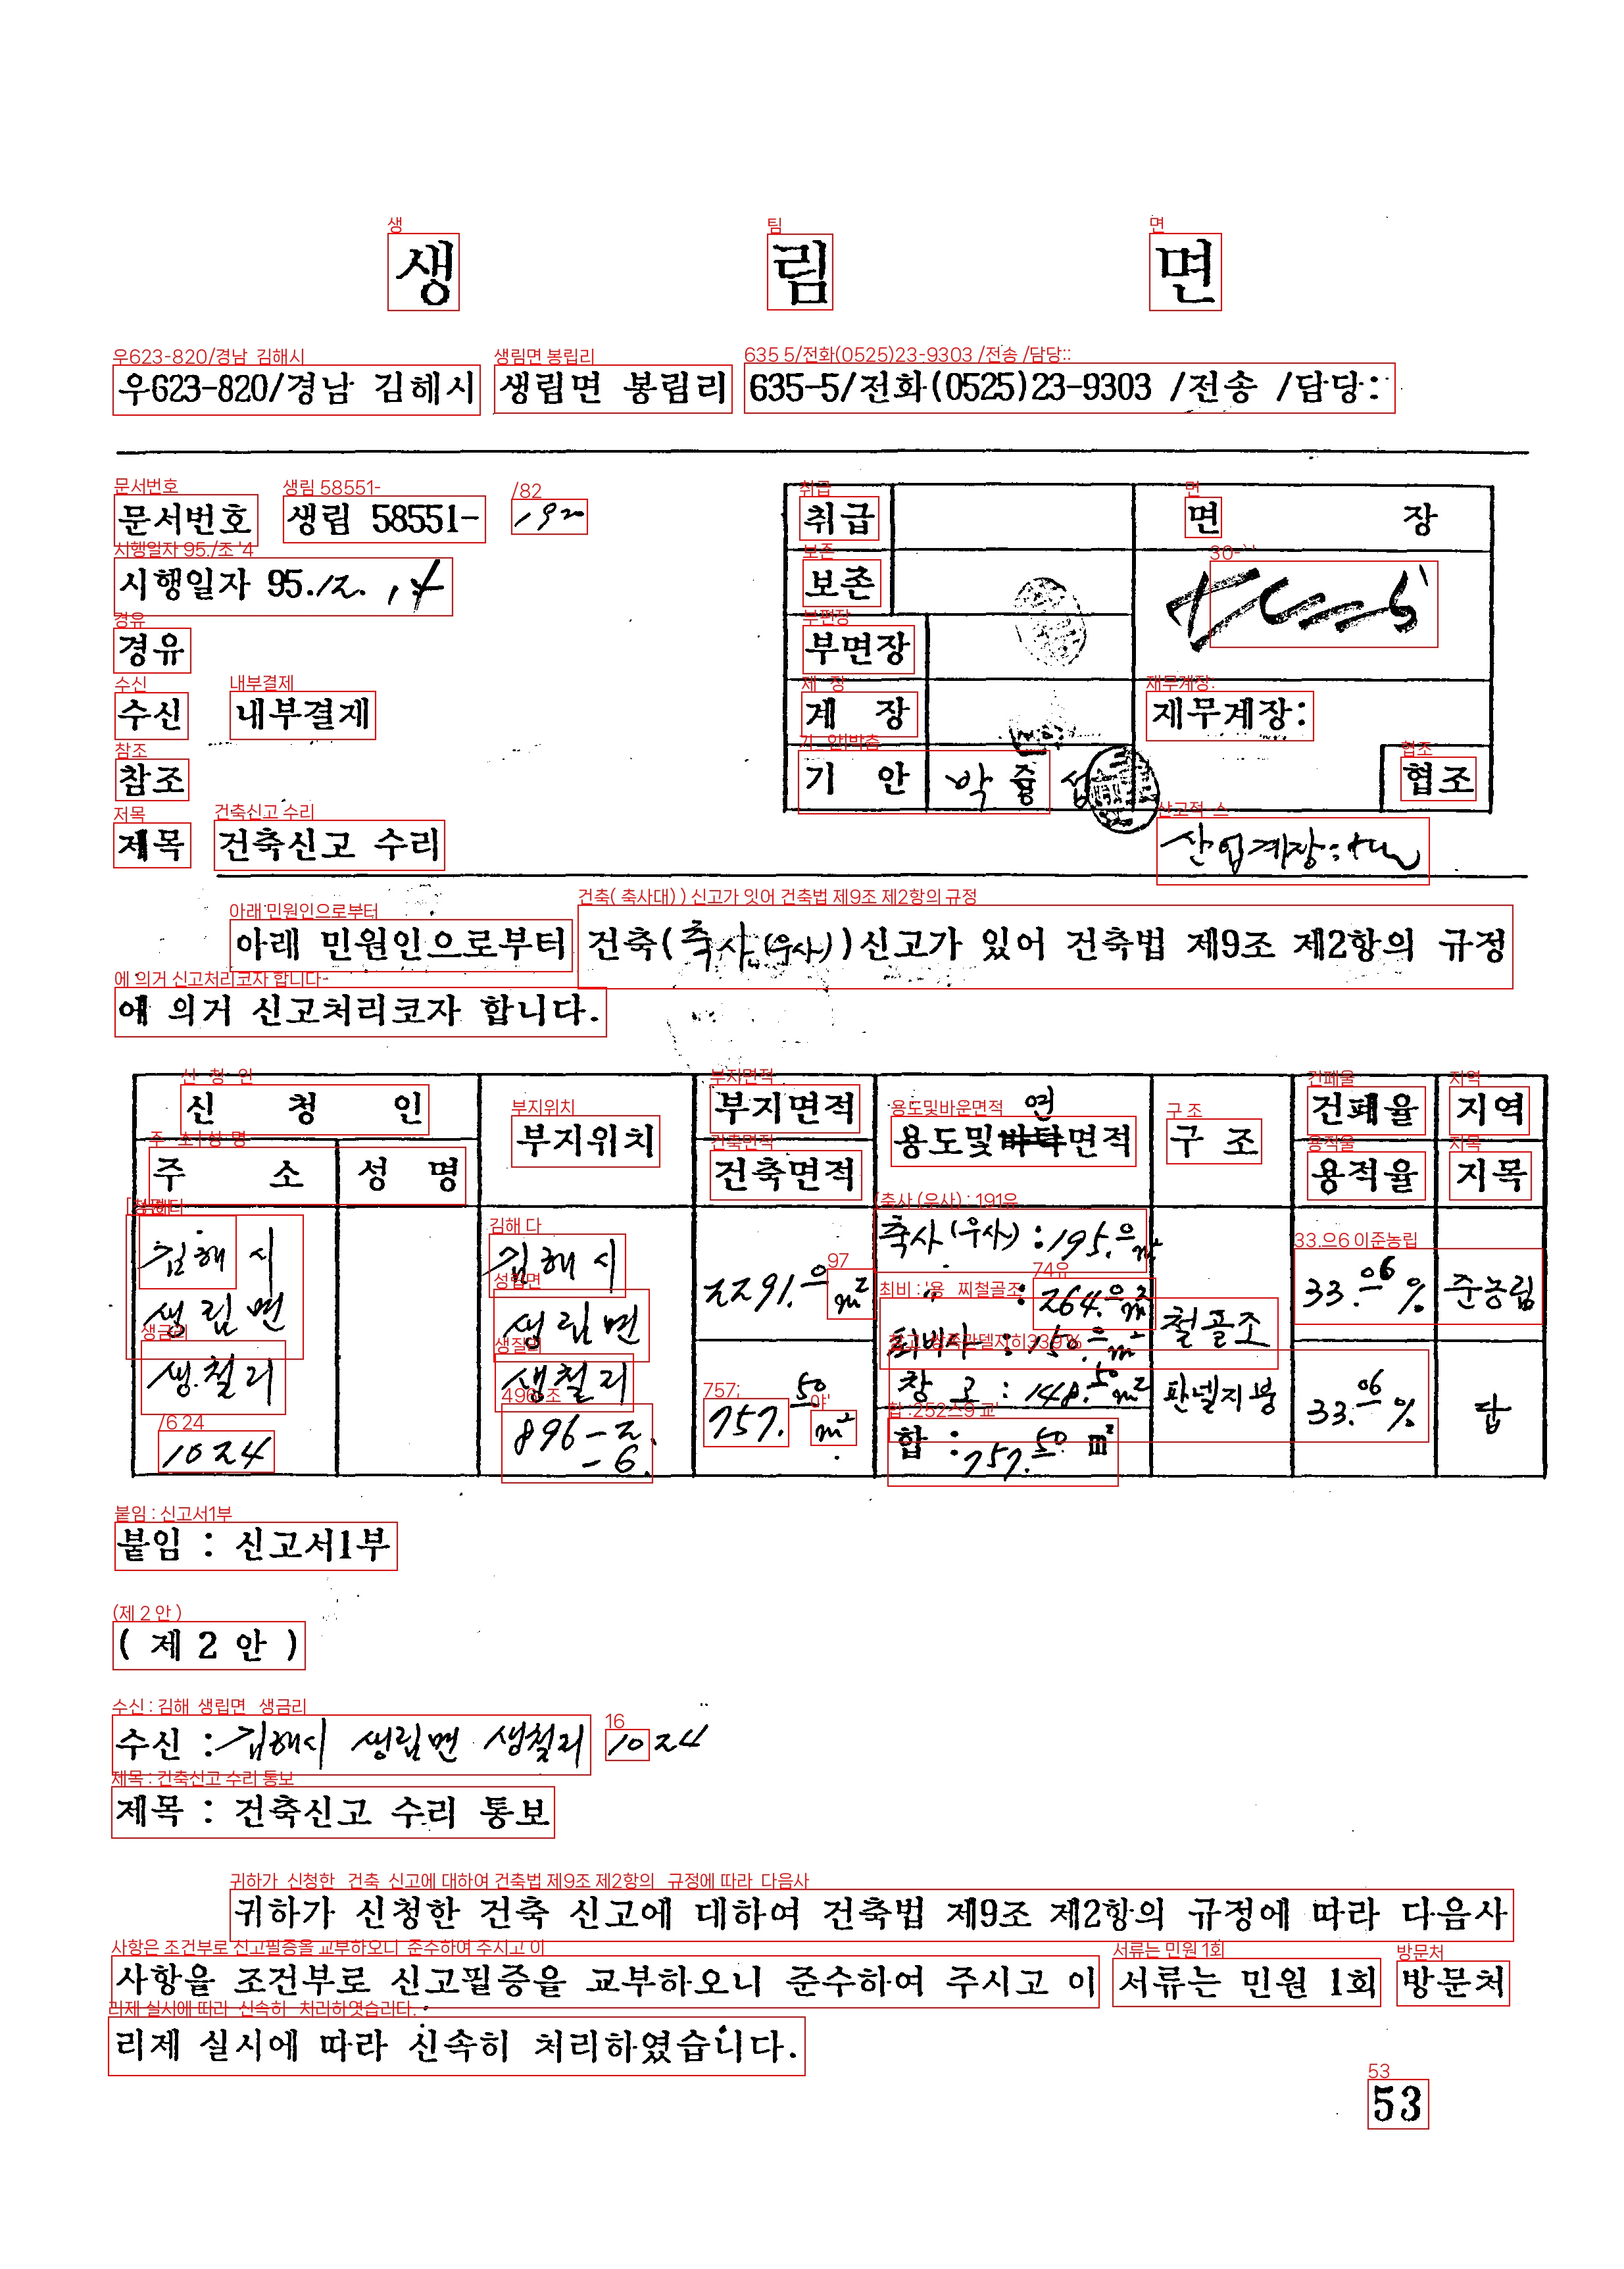 생 림 면
우623-820/경남 김해시 생림면 봉림리 635-5/전화(0525)23-9303 /전송 /담당:
문서번호 생림 58551-
시행일자 95.12. 14
경유
수신 내부결재
참조
제목 건축신고 수리
취급 면 장
보존
부면장
계 장 재무계장:
기 안 박 협조
산업계장:
아래 민원인으로부터 건축(축사(우사))신고가 있어 건축법 제9조 제2항의 규정
에 의거 신고처리코자 합니다.
신 청 인 부지위치 부지면적 용도및 연면적 구 조 건폐율 지역
주 소 성 명 건축면적 용적율 지목
김해시 생림면 생철리 1024
김해시 생림면 생철리 896-2 -6
2291.0 m²
757.50 m²
축사(우사) :195.0 m²
〃 :264.0 m²
퇴비사 :150.0 m²
창고 :148.50 m²
합 :757.50 ㎡
철골조
판넬지붕
33.06% 준농림
33.06% 답
붙임 : 신고서1부
( 제 2 안 )
수신 :김해시 생림면 생철리 1024
제목 : 건축신고 수리 통보
귀하가 신청한 건축 신고에 대하여 건축법 제9조 제2항의 규정에 따라 다음사
사항을 조건부로 신고필증을 교부하오니 준수하여 주시고 이 서류는 민원 1회 방문처
리제 실시에 따라 신속히 처리하였습니다.
53